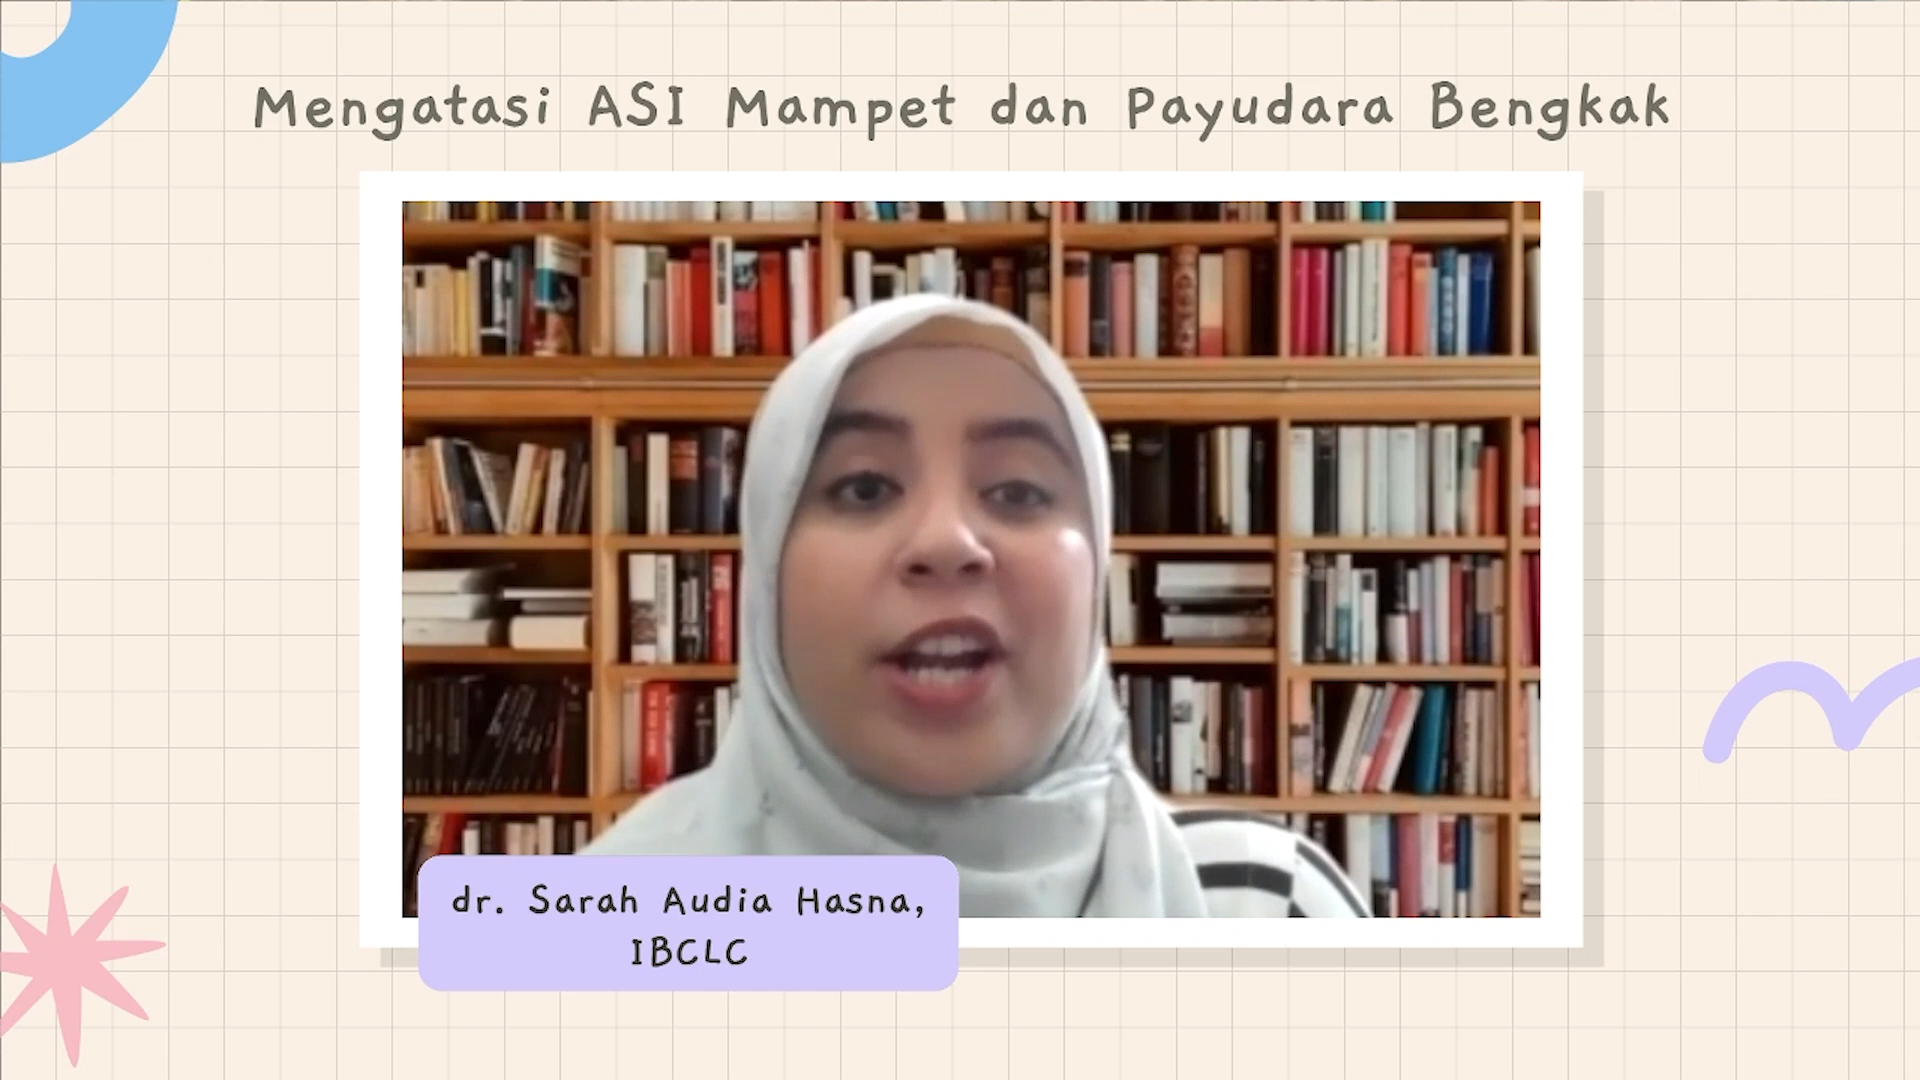 Mengatasi ASI Mampet dan Payudara Bengkak
dr. Sarah Audia Hasna,
IBCLC